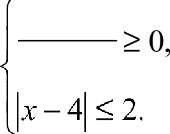 ≥ 0,
|x − 4| ≤ 2.